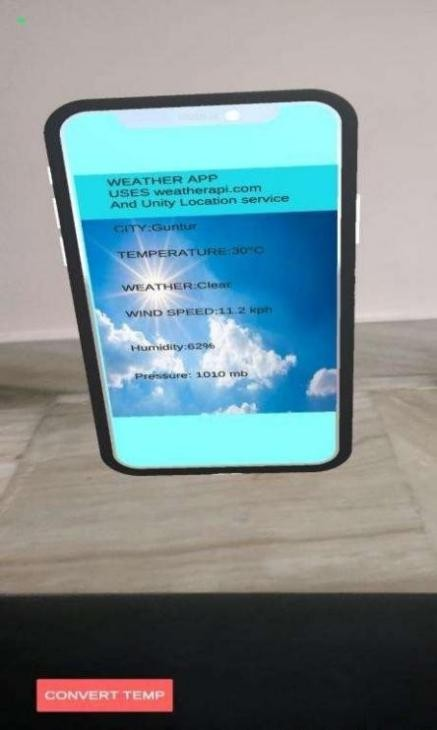 WEATHER APP
USES weatherapi.com
And Unity Location service
CITY:Guntur
TEMPERATURE:30°C
WEATHER:Clear
WIND SPEED:11.2 kph
Humidity:62%
Pressure: 1010 mb
CONVERT TEMP